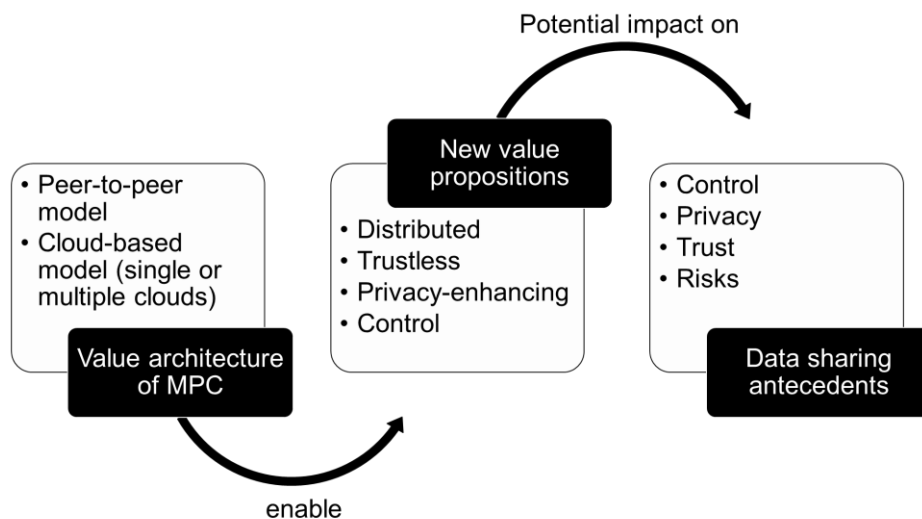 Potential impact on
• Peer-to-peer
model
• Cloud-based
model (single or
multiple clouds)
Value architecture
of MPC
enable
New value
propositions
• Distributed
• Trustless
• Privacy-enhancing
• Control
• Control
• Privacy
• Trust
• Risks
Data sharing
antecedents